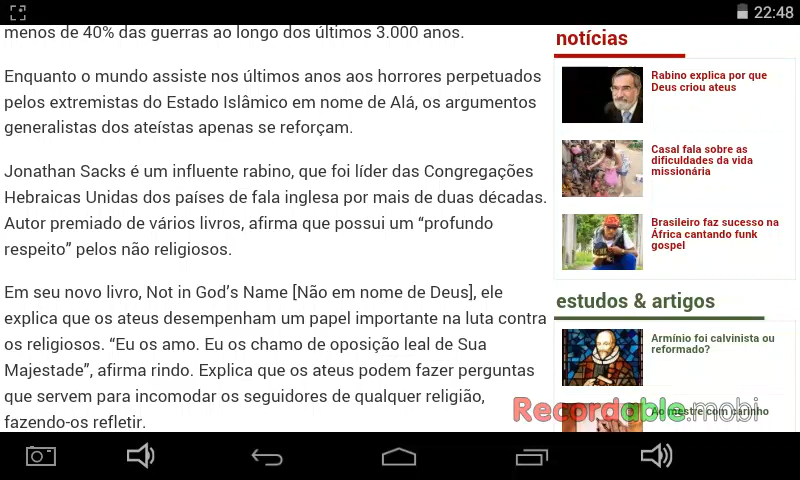 22:48
menos de 40% das guerras ao longo dos últimos 3.000 anos.
Enquanto o mundo assiste nos últimos anos aos horrores perpetuados
pelos extremistas do Estado Islâmico em nome de Alá, os argumentos
generalistas dos ateístas apenas se reforçam.
Jonathan Sacks é um influente rabino, que foi líder das Congregações
Hebraicas Unidas dos países de fala inglesa por mais de duas décadas.
Autor premiado de vários livros, afirma que possui um “profundo
respeito” pelos não religiosos.
Em seu novo livro, Not in God’s Name [Não em nome de Deus], ele
explica que os ateus desempenham um papel importante na luta contra
os religiosos. “Eu os amo. Eu os chamo de oposição leal de Sua
Majestade”, afirma rindo. Explica que os ateus podem fazer perguntas
que servem para incomodar os seguidores de qualquer religião,
fazendo-os refletir.
notícias
Rabino explica por que
Deus criou ateus
Casal fala sobre as
dificuldades da vida
missionária
Brasileiro faz sucesso na
África cantando funk
gospel
estudos & artigos
Armínio foi calvinista ou
reformado?
Ao mestre com carinho
Recordable.mobi